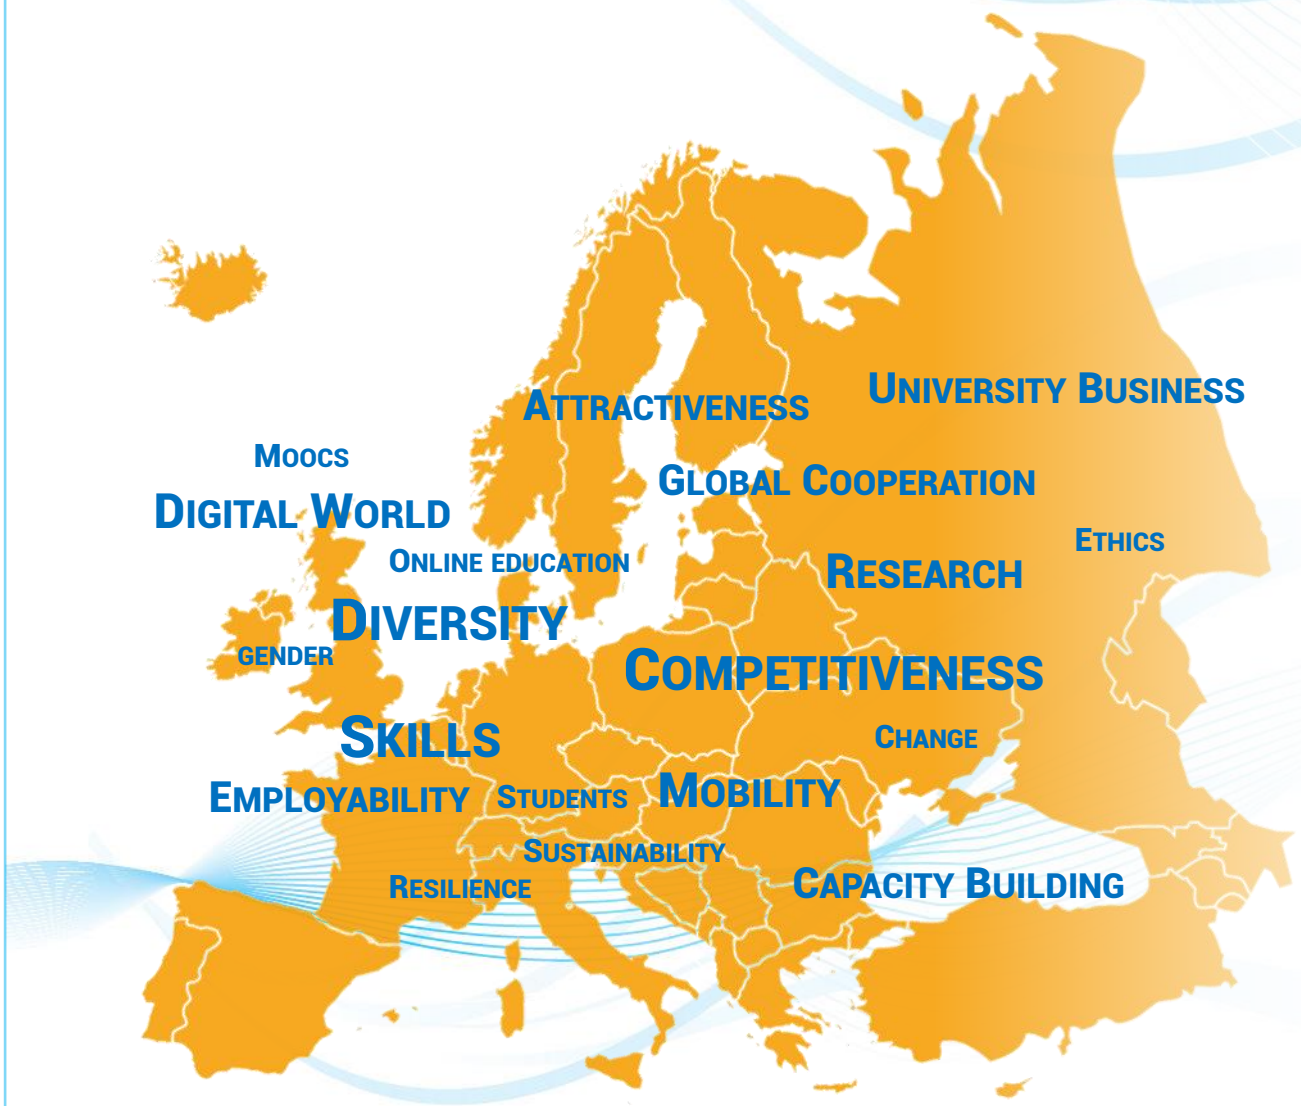 ATTRACTIVENESS
UNIVERSITY BUSINESS
MOOCS
GLOBAL COOPERATION
DIGITAL WORLD
ETHICS
ONLINE EDUCATION
RESEARCH
DIVERSITY
GENDER
COMPETITIVENESS
SKILLS
CHANGE
EMPLOYABILITY
STUDENTS
MOBILITY
SUSTAINABILITY
RESILIENCE
CAPACITY BUILDING